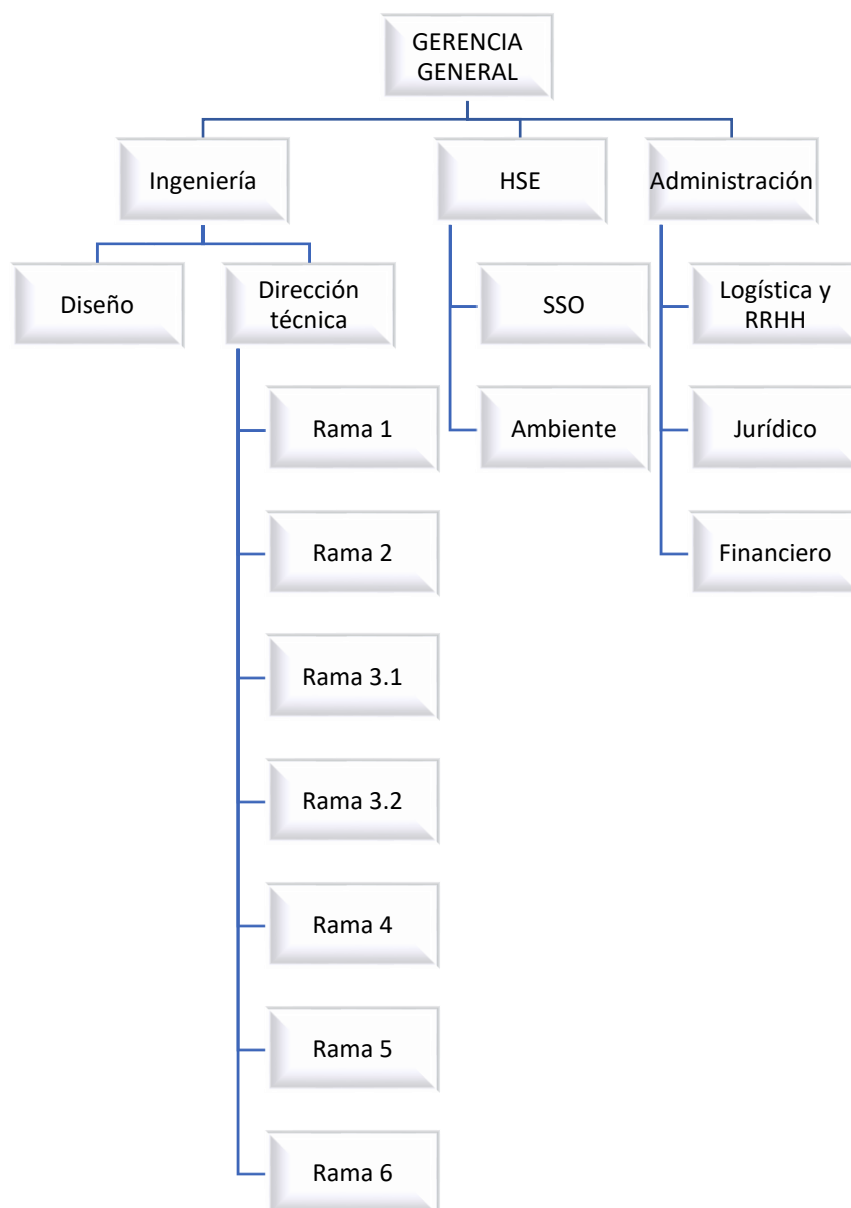 GERENCIA
GENERAL
Ingeniería
HSE
Administración
Diseño
Dirección
técnica
SSO
Logística y
RRHH
Rama 1
Ambiente
Jurídico
Rama 2
Financiero
Rama 3.1
Rama 3.2
Rama 4
Rama 5
Rama 6